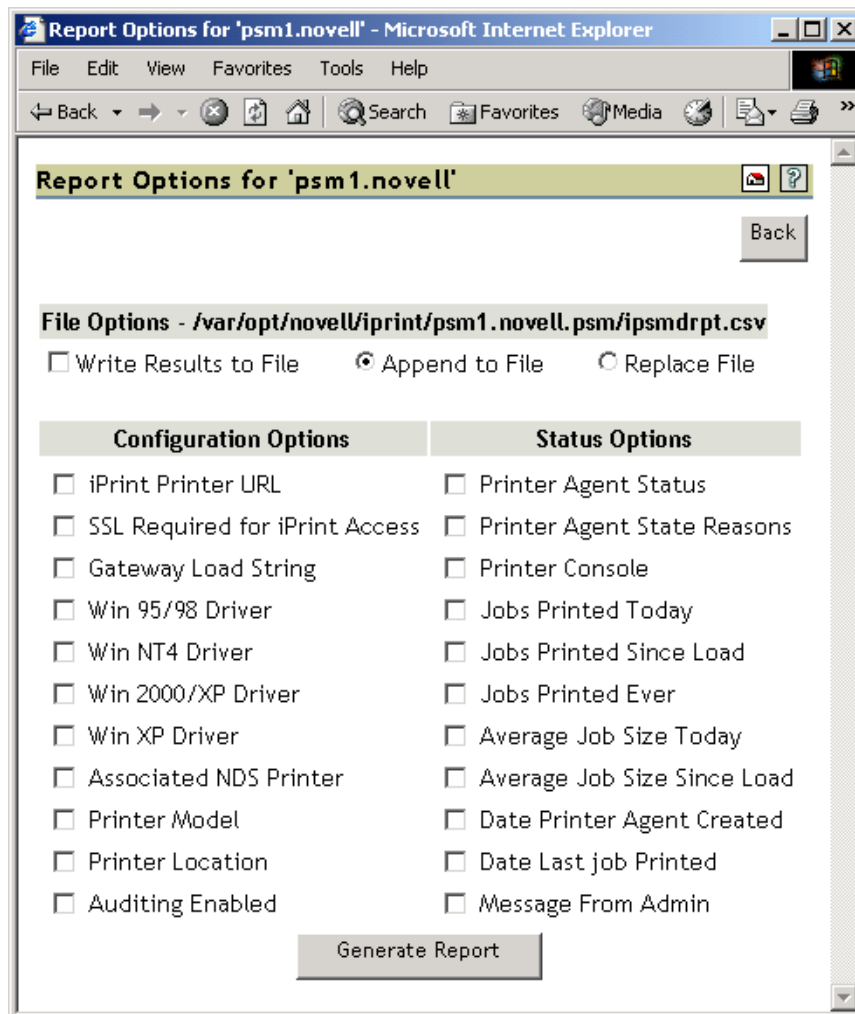 Report Options for 'psm1.novell' - Microsoft Internet Explorer
File Edit View Favorites Tools Help
Back Search Favorites Media »
Report Options for 'psm1.novell'
?
Back
File Options - /var/opt/novell/iprint/psm1.novell.psm/ipsmdrpt.csv
Write Results to File Append to File Replace File
Configuration Options Status Options
iPrint Printer URL Printer Agent Status
SSL Required for iPrint Access Printer Agent State Reasons
Gateway Load String Printer Console
Win 95/98 Driver Jobs Printed Today
Win NT4 Driver Jobs Printed Since Load
Win 2000/XP Driver Jobs Printed Ever
Win XP Driver Average Job Size Today
Associated NDS Printer Average Job Size Since Load
Printer Model Date Printer Agent Created
Printer Location Date Last job Printed
Auditing Enabled Message From Admin
Generate Report